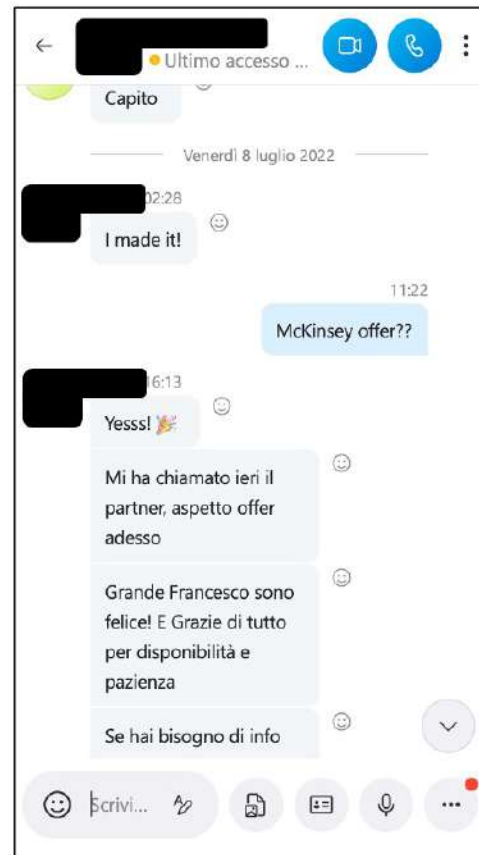 Ultimo accesso ...
Capito
Venerdì 8 luglio 2022
02:28
I made it!
11:22
McKinsey offer??
16:13
Yesss! 🎉
Mi ha chiamato ieri il
partner, aspetto offer
adesso
Grande Francesco sono
felice! E Grazie di tutto
per disponibilità e
pazienza
Se hai bisogno di info
Scrivi...